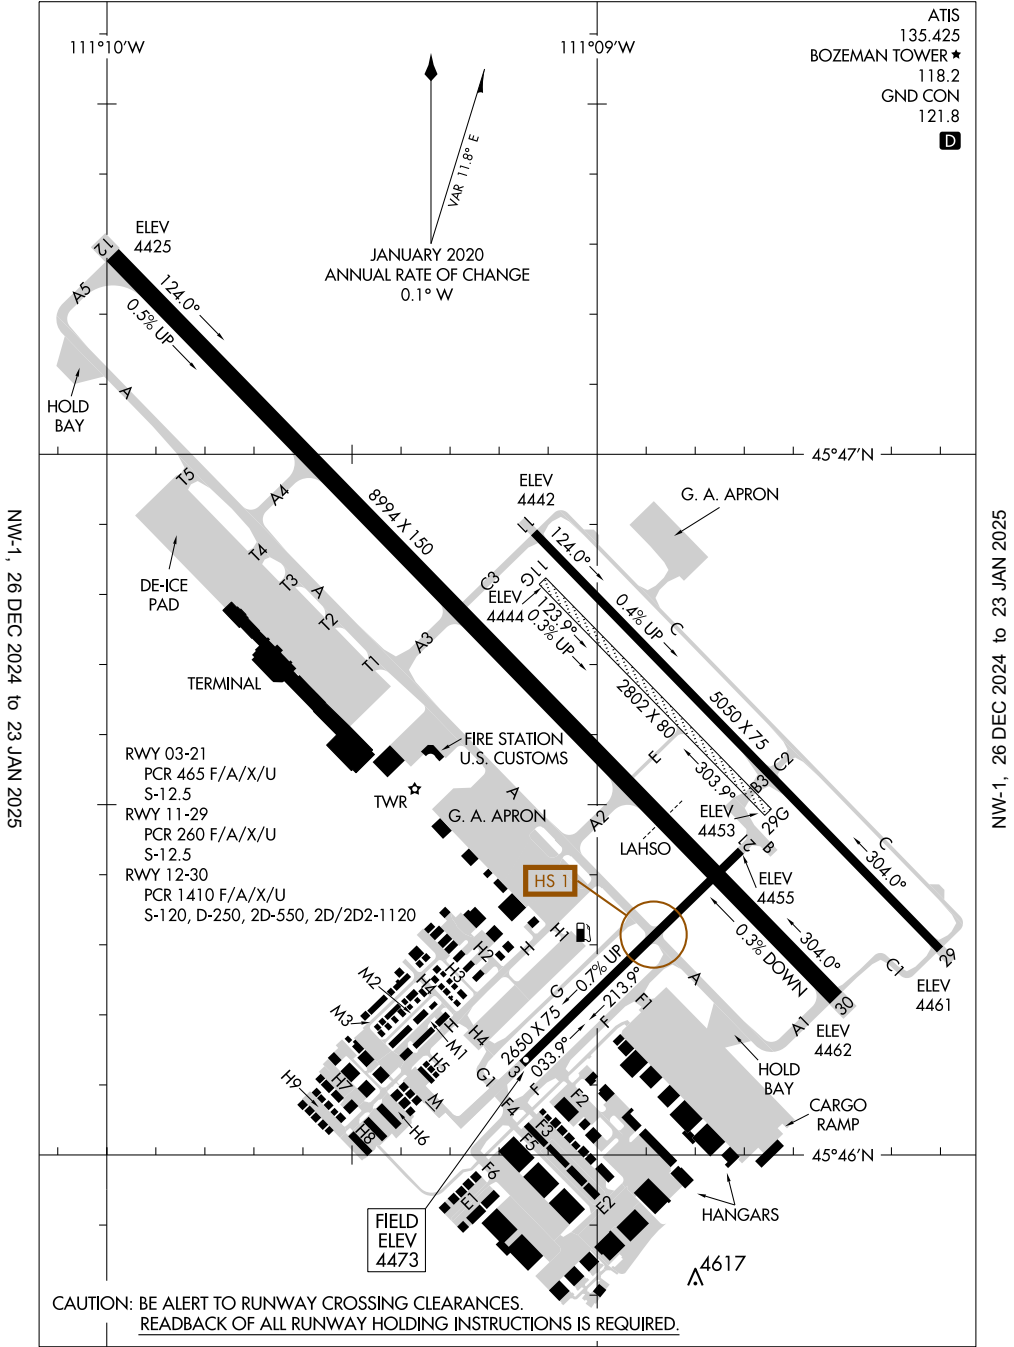 ATIS
135.425
BOZEMAN TOWER ★
118.2
GND CON
121.8
D
111°10'W
111°09'W
VAR 11.8° E
JANUARY 2020
ANNUAL RATE OF CHANGE
0.1° W
ELEV
4425
12
A5
124.0°
0.5% UP
HOLD
BAY
A
45°47'N
T5
A4
8994 X 150
ELEV
4442
G. A. APRON
11
124.0°
T4
DE-ICE
PAD
T3
A
T2
C3
11G
ELEV
4444
123.9°
0.3% UP
0.4% UP
C
A3
T1
TERMINAL
2802 X 80
5050 X 75
FIRE STATION
U.S. CUSTOMS
E
303.9°
C2
B3
RWY 03-21
PCR 465 F/A/X/U
S-12.5
RWY 11-29
PCR 260 F/A/X/U
S-12.5
RWY 12-30
PCR 1410 F/A/X/U
S-120, D-250, 2D-550, 2D/2D2-1120
TWR
A
G. A. APRON
A2
LAHSO
ELEV
4453
29G
21
B
C
304.0°
HS 1
ELEV
4455
0.3% DOWN
304.0°
29
ELEV
4461
C1
30
ELEV
4462
A1
A
H1
H
H2
H3
H4
M2
M3
H
M1
H4
H5
G
0.7% UP
213.9°
2650 X 75
033.9°
3
F
F1
G1
F
F4
HOLD
BAY
CARGO
RAMP
H7
H9
H8
H6
M
F2
F3
F5
F6
E1
E2
45°46'N
HANGARS
FIELD
ELEV
4473
4617
CAUTION: BE ALERT TO RUNWAY CROSSING CLEARANCES.
READBACK OF ALL RUNWAY HOLDING INSTRUCTIONS IS REQUIRED.
NW-1, 26 DEC 2024 to 23 JAN 2025
NW-1, 26 DEC 2024 to 23 JAN 2025